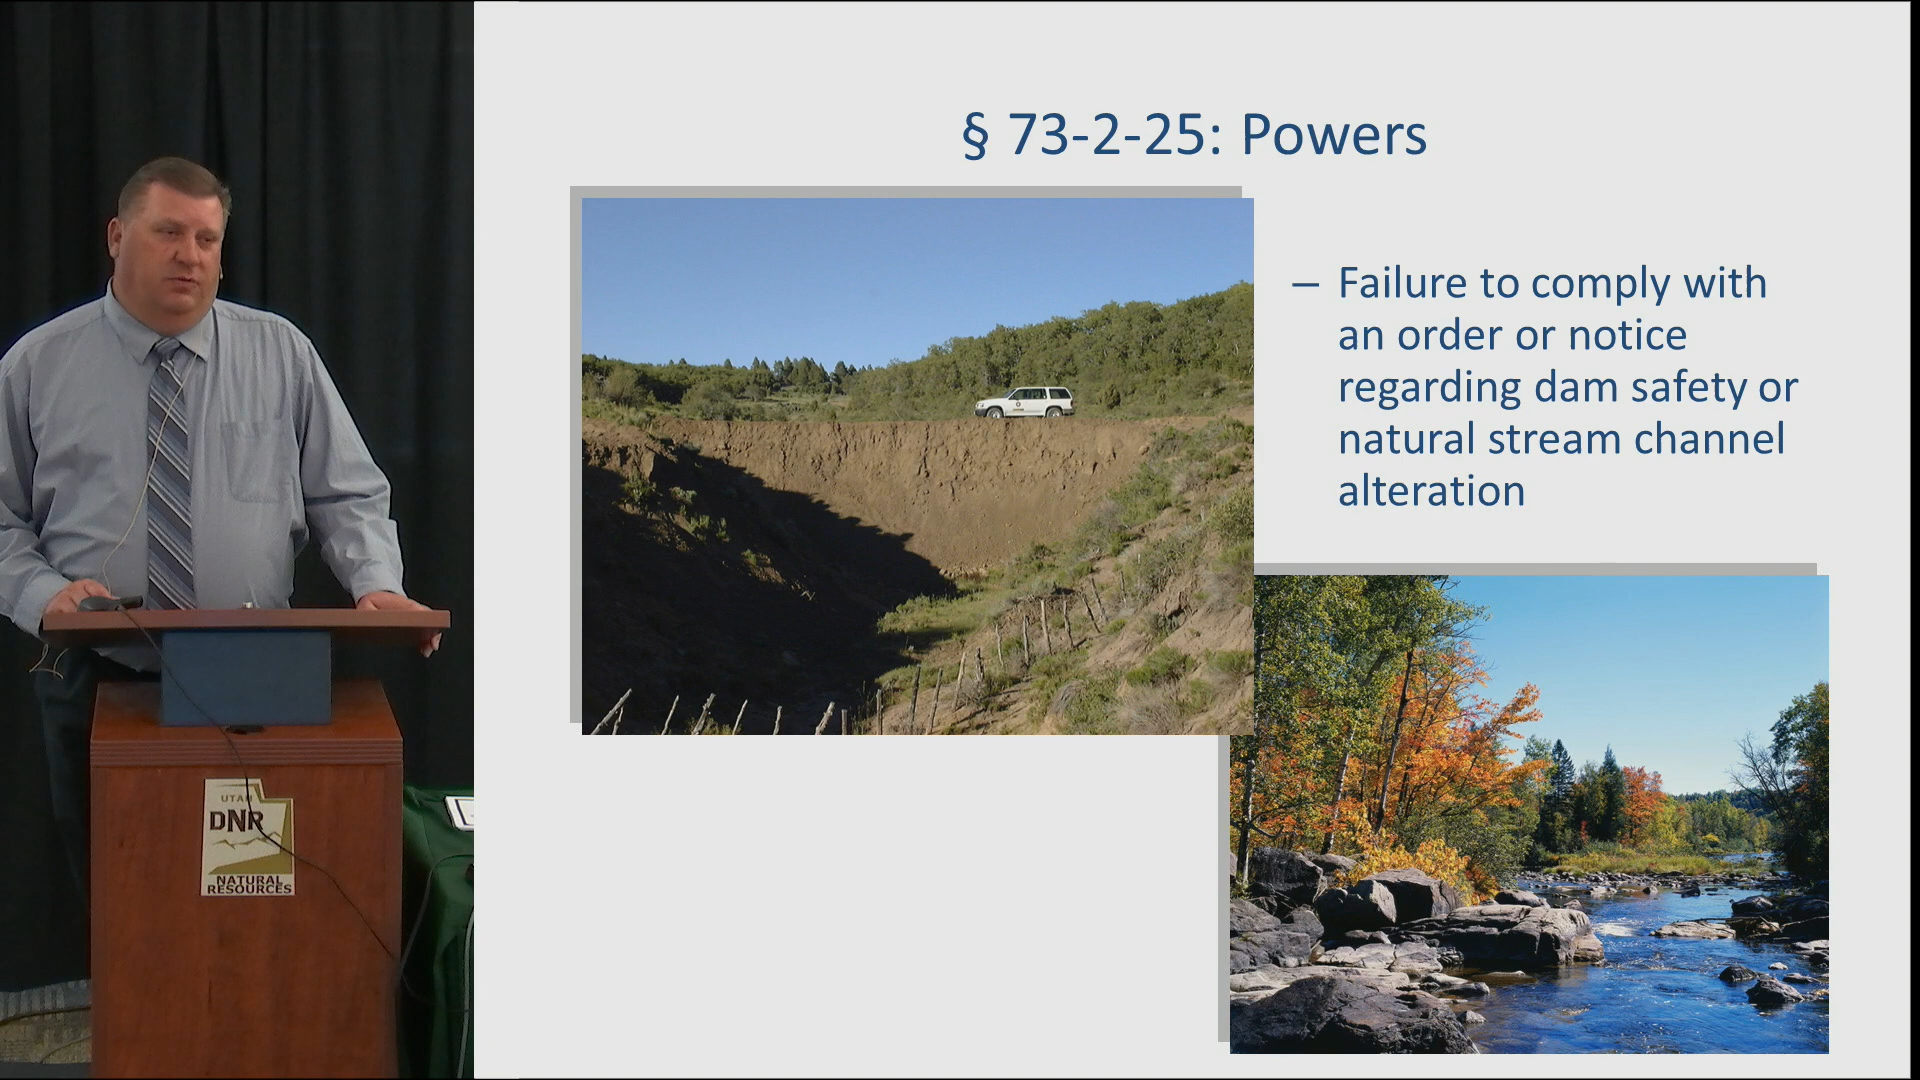 § 73-2-25: Powers
– Failure to comply with
an order or notice
regarding dam safety or
natural stream channel
alteration
UTAH
DNR
NATURAL
RESOURCES